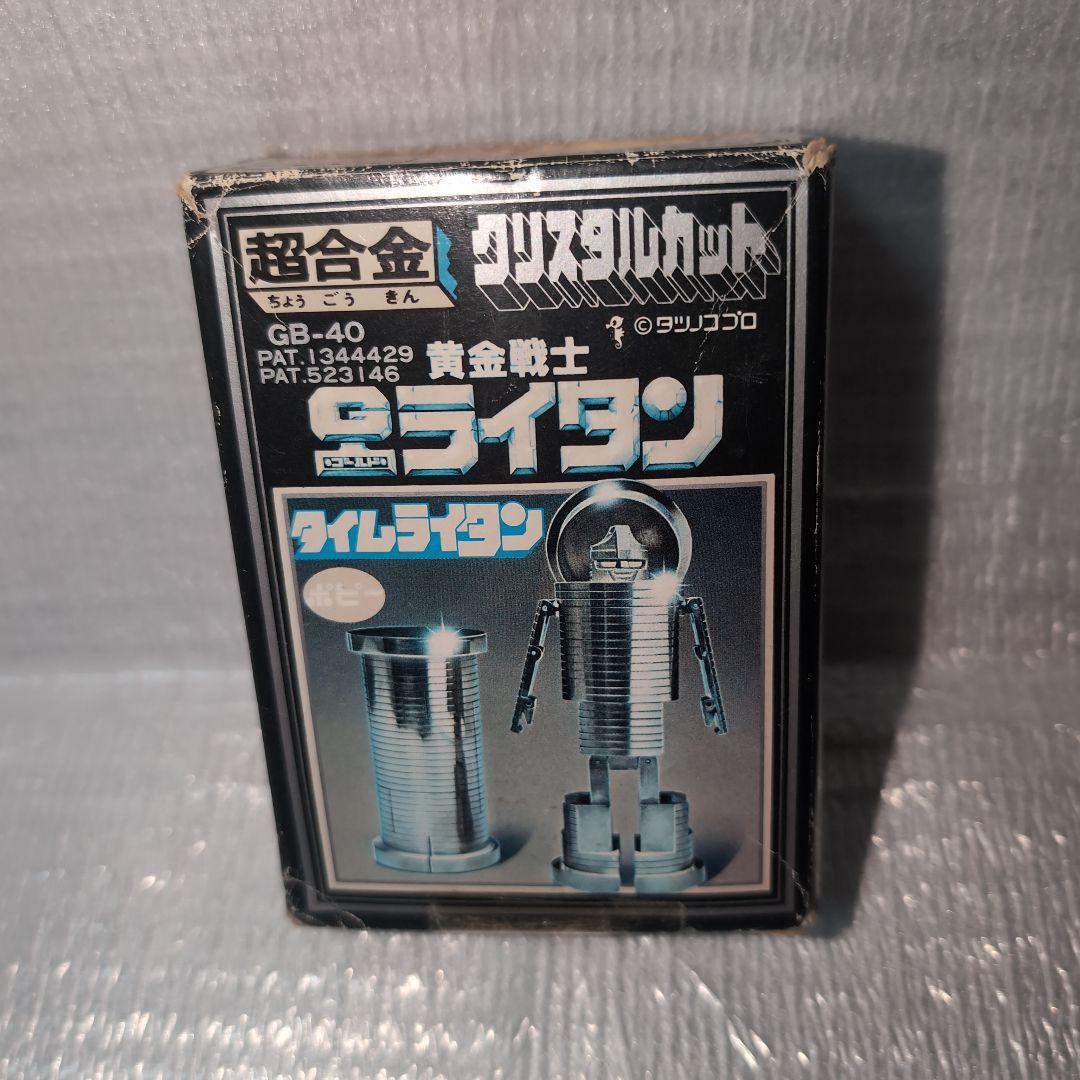 超合金
ちょう ごう きん
クリスタルカット
GB-40
PAT.1344429
PAT.523146
©タツノコプロ
黄金戦士
ゴールド
ライタン
タイムライタン
ポピー